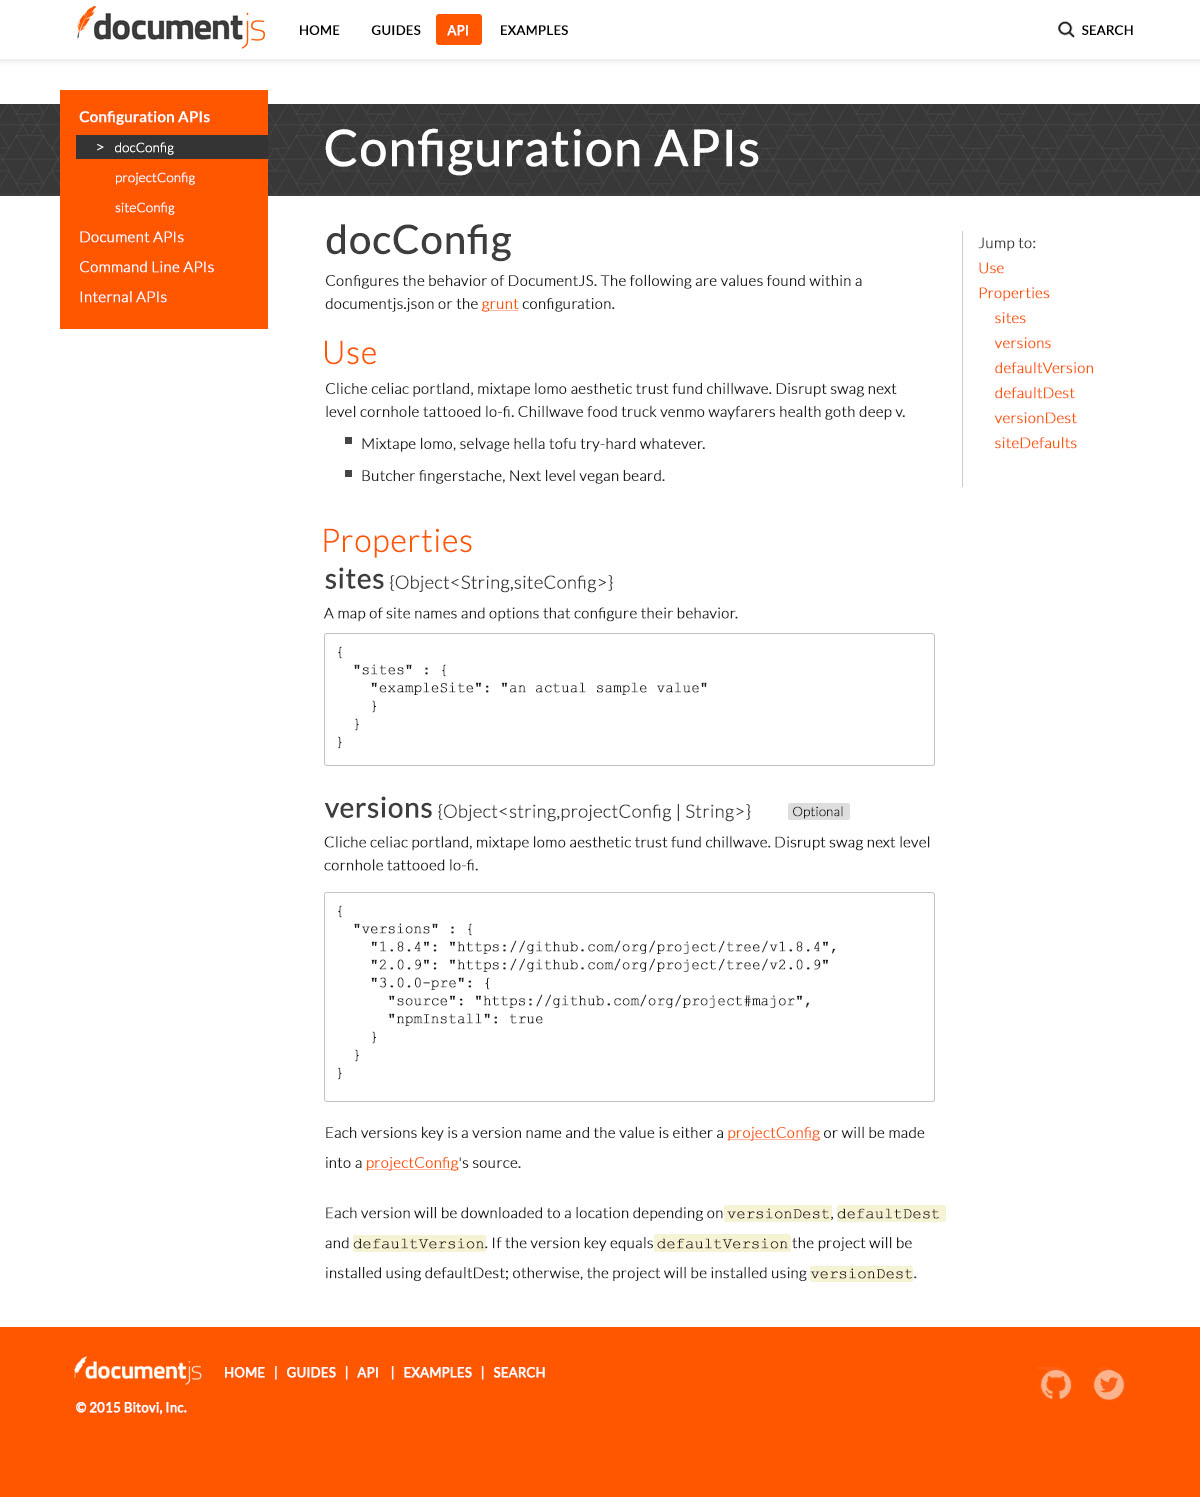 documentjs
HOME GUIDES API EXAMPLES SEARCH
Configuration APIs
> docConfig
projectConfig
siteConfig
Document APIs
Command Line APIs
Internal APIs
Configuration APIs
docConfig
Configures the behavior of DocumentJS. The following are values found within a
documentjs.json or the grunt configuration.
Use
Cliche celiac portland, mixtape lomo aesthetic trust fund chillwave. Disrupt swag next
level cornhole tattooed lo-fi. Chillwave food truck venmo wayfarers health goth deep v.
Mixtape lomo, selvage hella tofu try-hard whatever.
Butcher fingerstache, Next level vegan beard.
Properties
sites {Object<String,siteConfig>}
A map of site names and options that configure their behavior.
{
"sites" : {
"exampleSite": "an actual sample value"
}
}
}
versions {Object<string,projectConfig | String>} Optional
Cliche celiac portland, mixtape lomo aesthetic trust fund chillwave. Disrupt swag next level
cornhole tattooed lo-fi.
{
"versions" : {
"1.8.4": "https://github.com/org/project/tree/v1.8.4",
"2.0.9": "https://github.com/org/project/tree/v2.0.9"
"3.0.0-pre": {
"source": "https://github.com/org/project#major",
"npmInstall": true
}
}
}
Each versions key is a version name and the value is either a projectConfig or will be made
into a projectConfig's source.
Each version will be downloaded to a location depending on versionDest, defaultDest
and defaultVersion. If the version key equals defaultVersion the project will be
installed using defaultDest; otherwise, the project will be installed using versionDest.
Jump to:
Use
Properties
sites
versions
defaultVersion
defaultDest
versionDest
siteDefaults
documentjs
HOME | GUIDES | API | EXAMPLES | SEARCH
© 2015 Bitovi, Inc.